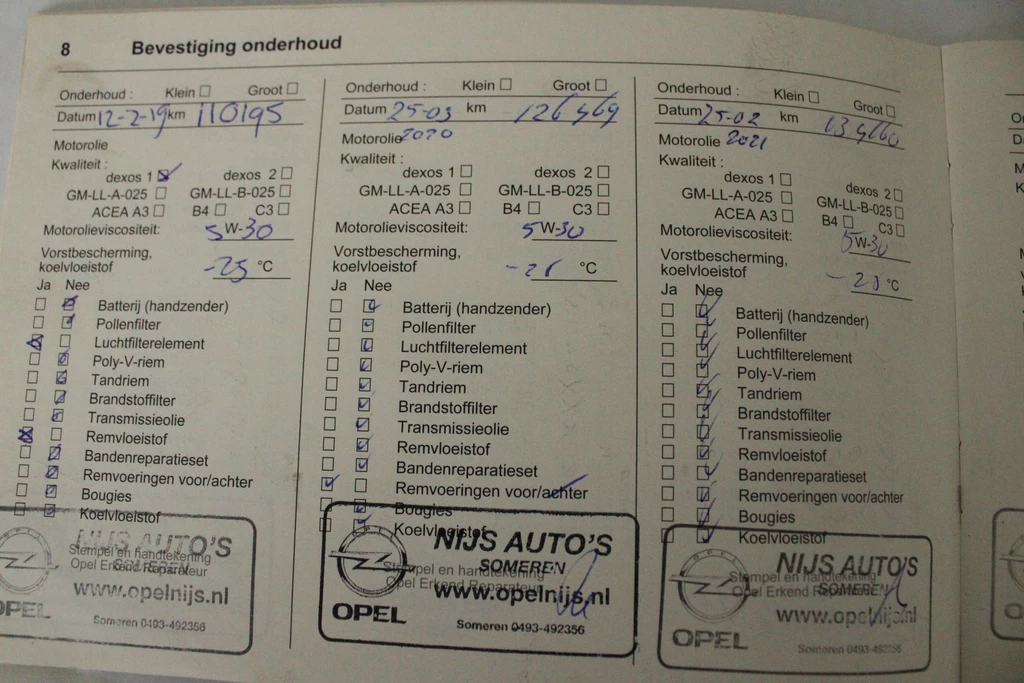 8 Bevestiging onderhoud
Onderhoud : Klein Groot
Datum 12-2-19 km 110195
Motorolie
Kwaliteit :
dexos 1 dexos 2
GM-LL-A-025 GM-LL-B-025
ACEA A3 B4 C3
Motorolieviscositeit: 5W-30
Vorstbescherming,
koelvloeistof -25 °C
Ja Nee
Batterij (handzender)
Pollenfilter
Luchtfilterelement
Poly-V-riem
Tandriem
Brandstoffilter
Transmissieolie
Remvloeistof
Bandenreparatieset
Remvoeringen voor/achter
Bougies
Koelvloeistof
Stempel en handtekening
Opel Erkend Reparateur
NIJS AUTO'S
SOMEREN
www.opelnijs.nl
OPEL
Someren 0493-492356
Onderhoud : Klein Groot
Datum 25-03 km 126469
Motorolie 2020
Kwaliteit :
dexos 1 dexos 2
GM-LL-A-025 GM-LL-B-025
ACEA A3 B4 C3
Motorolieviscositeit: 5W-30
Vorstbescherming,
koelvloeistof °C
Ja Nee
Batterij (handzender)
Pollenfilter
Luchtfilterelement
Poly-V-riem
Tandriem
Brandstoffilter
Transmissieolie
Remvloeistof
Bandenreparatieset
Remvoeringen voor/achter
Bougies
Koelvloeistof
Stempel en handtekening
Opel Erkend Reparateur
NIJS AUTO'S
SOMEREN
www.opelnijs.nl
OPEL
Someren 0493-492356
Onderhoud : Klein Groot
Datum 25-02 km 134160
Motorolie 2021
Kwaliteit :
dexos 1 dexos 2
GM-LL-A-025 GM-LL-B-025
ACEA A3 B4 C3
Motorolieviscositeit: 5W-30
Vorstbescherming,
koelvloeistof °C
Ja Nee
Batterij (handzender)
Pollenfilter
Luchtfilterelement
Poly-V-riem
Tandriem
Brandstoffilter
Transmissieolie
Remvloeistof
Bandenreparatieset
Remvoeringen voor/achter
Bougies
Koelvloeistof
Stempel en handtekening
Opel Erkend Reparateur
NIJS AUTO'S
SOMEREN
www.opelnijs.nl
OPEL
Someren 0493-492356